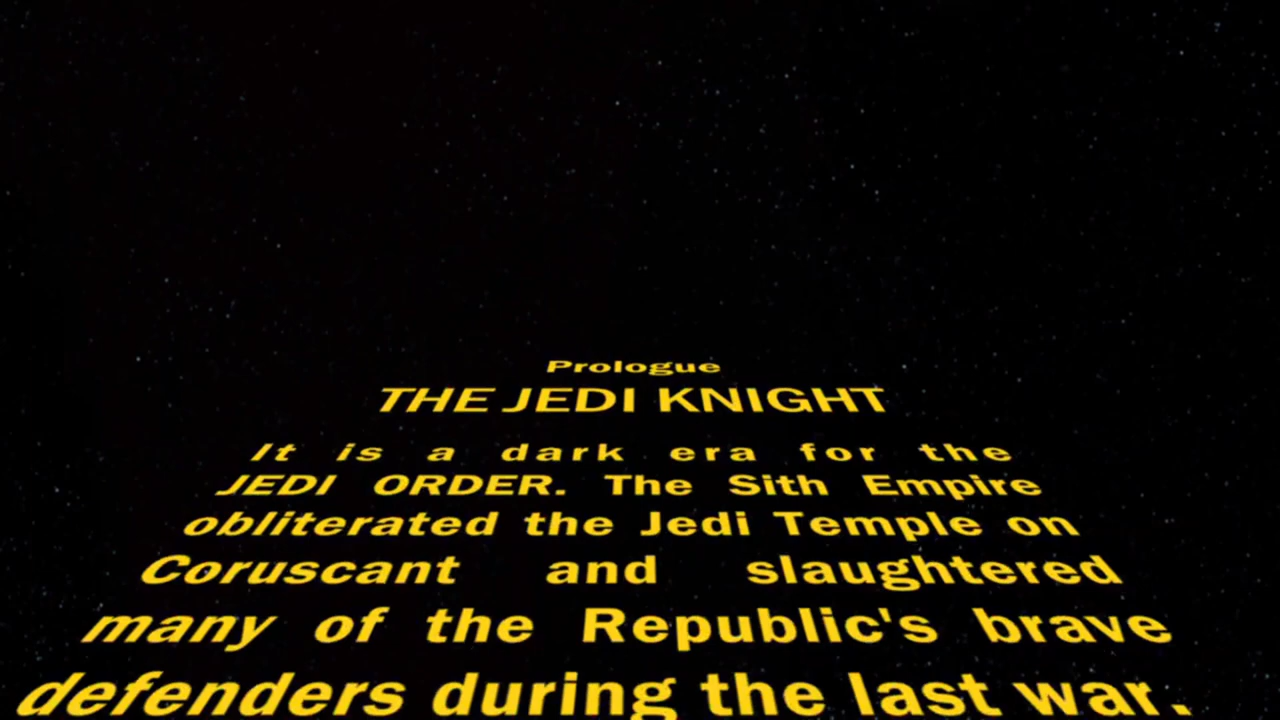 Prologue
THE JEDI KNIGHT
It is a dark era for the
JEDI ORDER. The Sith Empire
obliterated the Jedi Temple on
Coruscant and slaughtered
many of the Republic's brave
defenders during the last war.